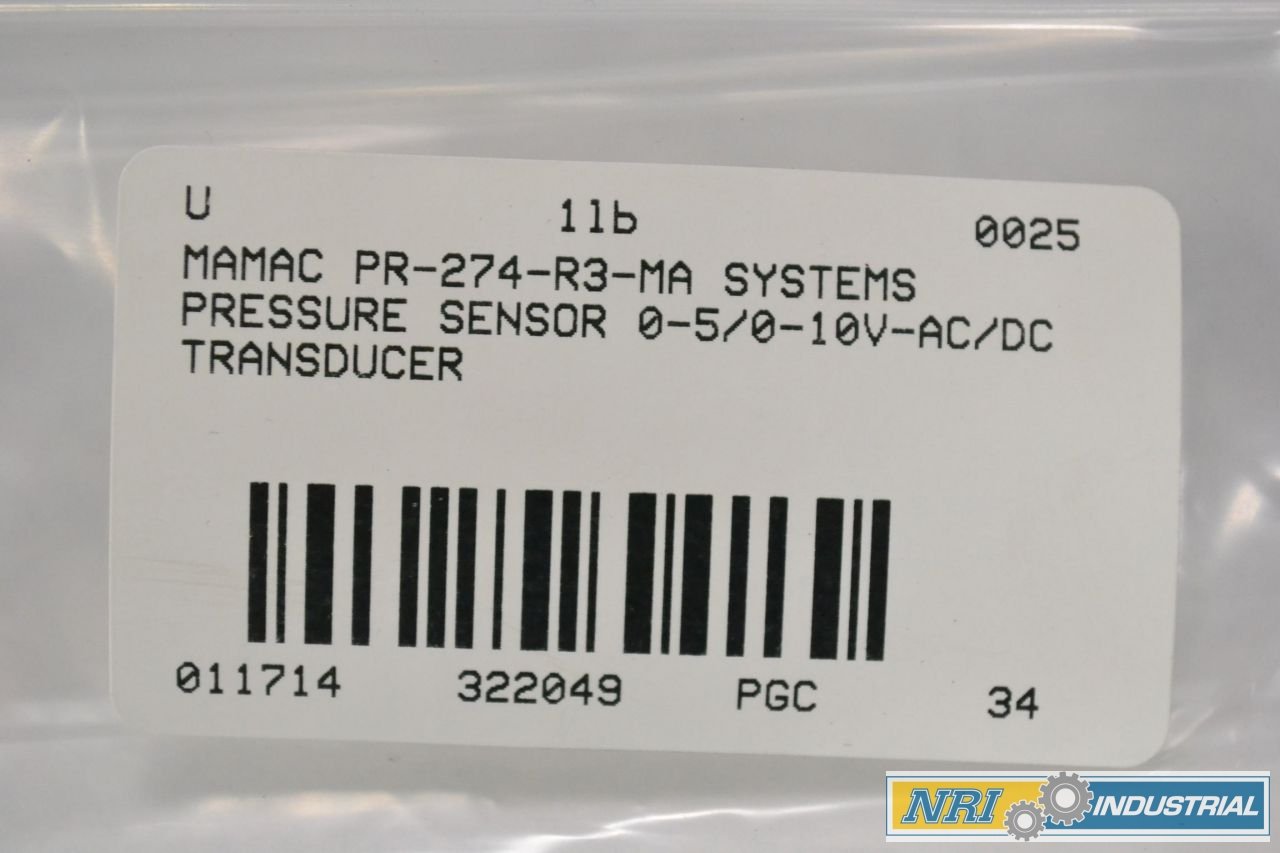 U 1lb 0025
MAMAC PR-274-R3-MA SYSTEMS
PRESSURE SENSOR 0-5/0-10V-AC/DC
TRANSDUCER
011714 322049 PGC 34
NRI INDUSTRIAL